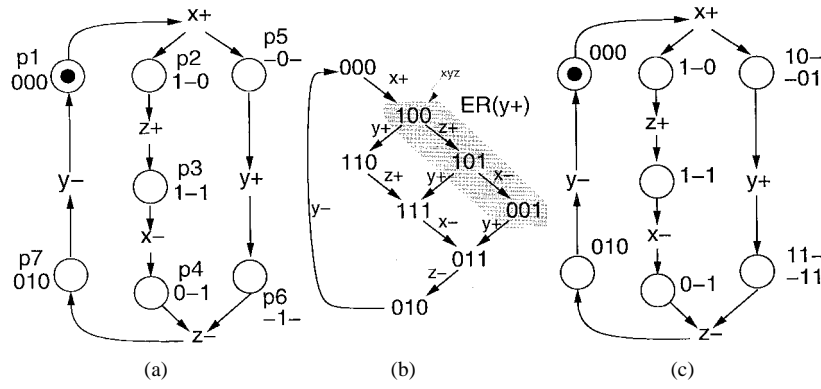 x+
p1
000
p2
1–0
p5
–0–
z+
p3
1–1
y–
y+
x–
p7
010
p4
0–1
p6
–1–
z–
(a)
000
x+
xyz
ER(y+)
100
y+
z+
110
101
z+
y+
x–
111
001
y–
x–
y+
011
z–
010
(b)
x+
000
1–0
10–
–01
z+
1–1
y–
y+
x–
010
0–1
11–
–11
z–
(c)